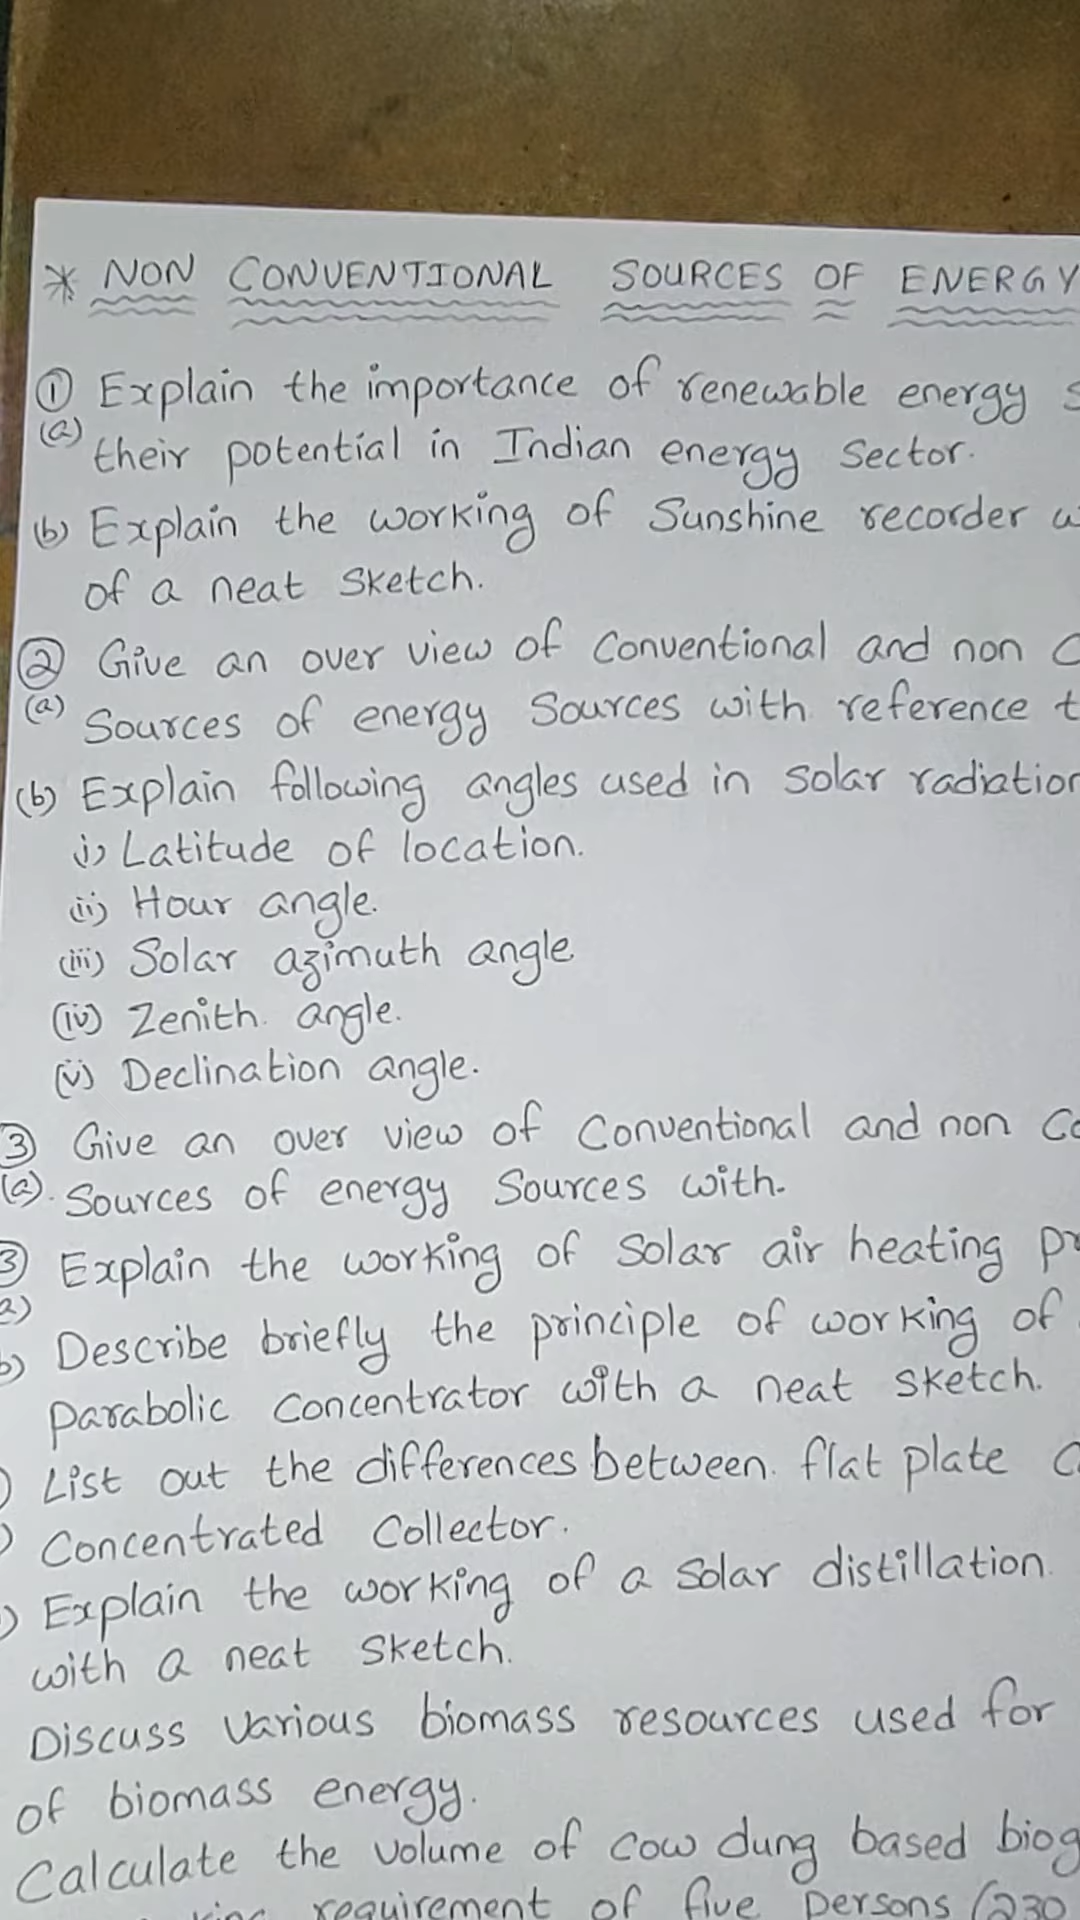 * NON CONVENTIONAL SOURCES OF ENERGY
① Explain the importance of renewable energy
(a) their potential in Indian energy sector.
(b) Explain the working of Sunshine recorder
of a neat sketch.
② Give an over view of Conventional and non
(a) Sources of energy Sources with reference
(b) Explain following angles used in solar radiation
i) Latitude of location.
(ii) Hour angle.
(iii) Solar azimuth angle.
(iv) Zenith. angle.
(v) Declination angle.
③ Give an over view of Conventional and non
(a). Sources of energy Sources with.
③ Explain the working of Solar air heating
a)
b) Describe briefly the principle of working of
parabolic concentrator with a neat sketch.
List out the differences between. flat plate
Concentrated Collector.
Explain the working of a Solar distillation.
with a neat sketch.
Discuss various biomass resources used for
of biomass energy.
Calculate the volume of cow dung based
requirement of five persons (230